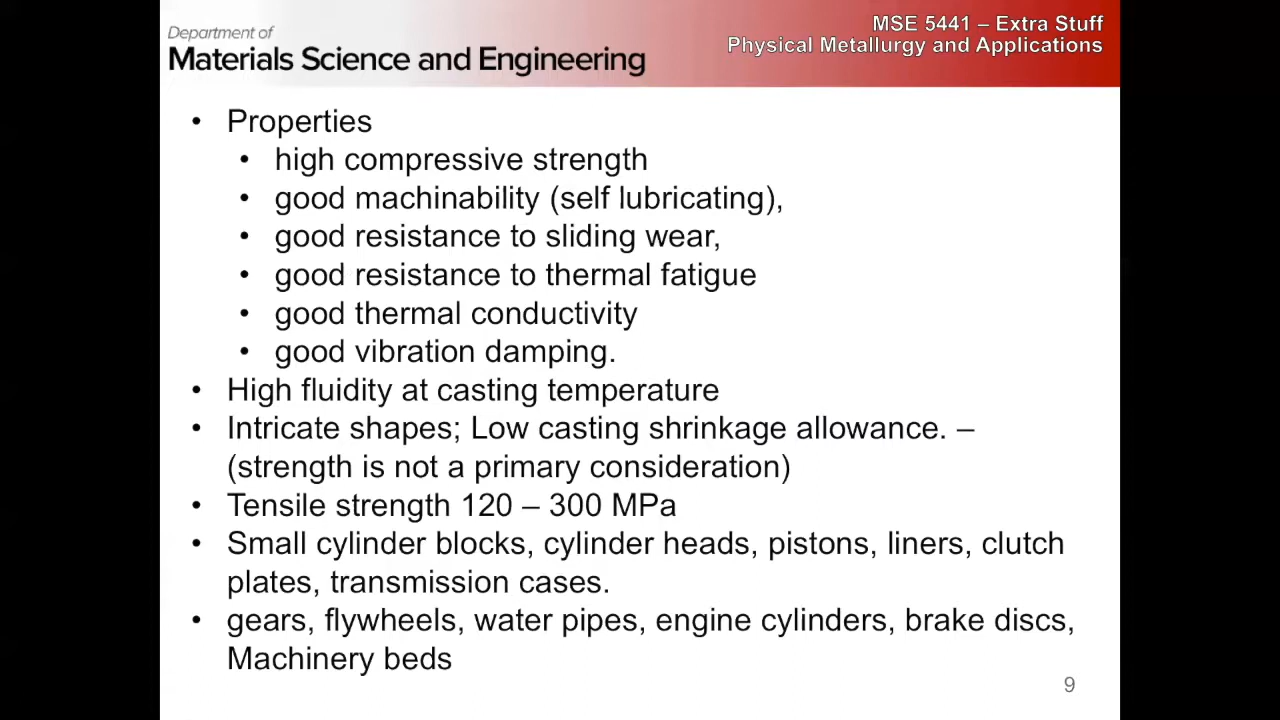 Department of
Materials Science and Engineering
MSE 5441 – Extra Stuff
Physical Metallurgy and Applications
• Properties
• high compressive strength
• good machinability (self lubricating),
• good resistance to sliding wear,
• good resistance to thermal fatigue
• good thermal conductivity
• good vibration damping.
• High fluidity at casting temperature
• Intricate shapes; Low casting shrinkage allowance. –
(strength is not a primary consideration)
• Tensile strength 120 – 300 MPa
• Small cylinder blocks, cylinder heads, pistons, liners, clutch
plates, transmission cases.
• gears, flywheels, water pipes, engine cylinders, brake discs,
Machinery beds
9